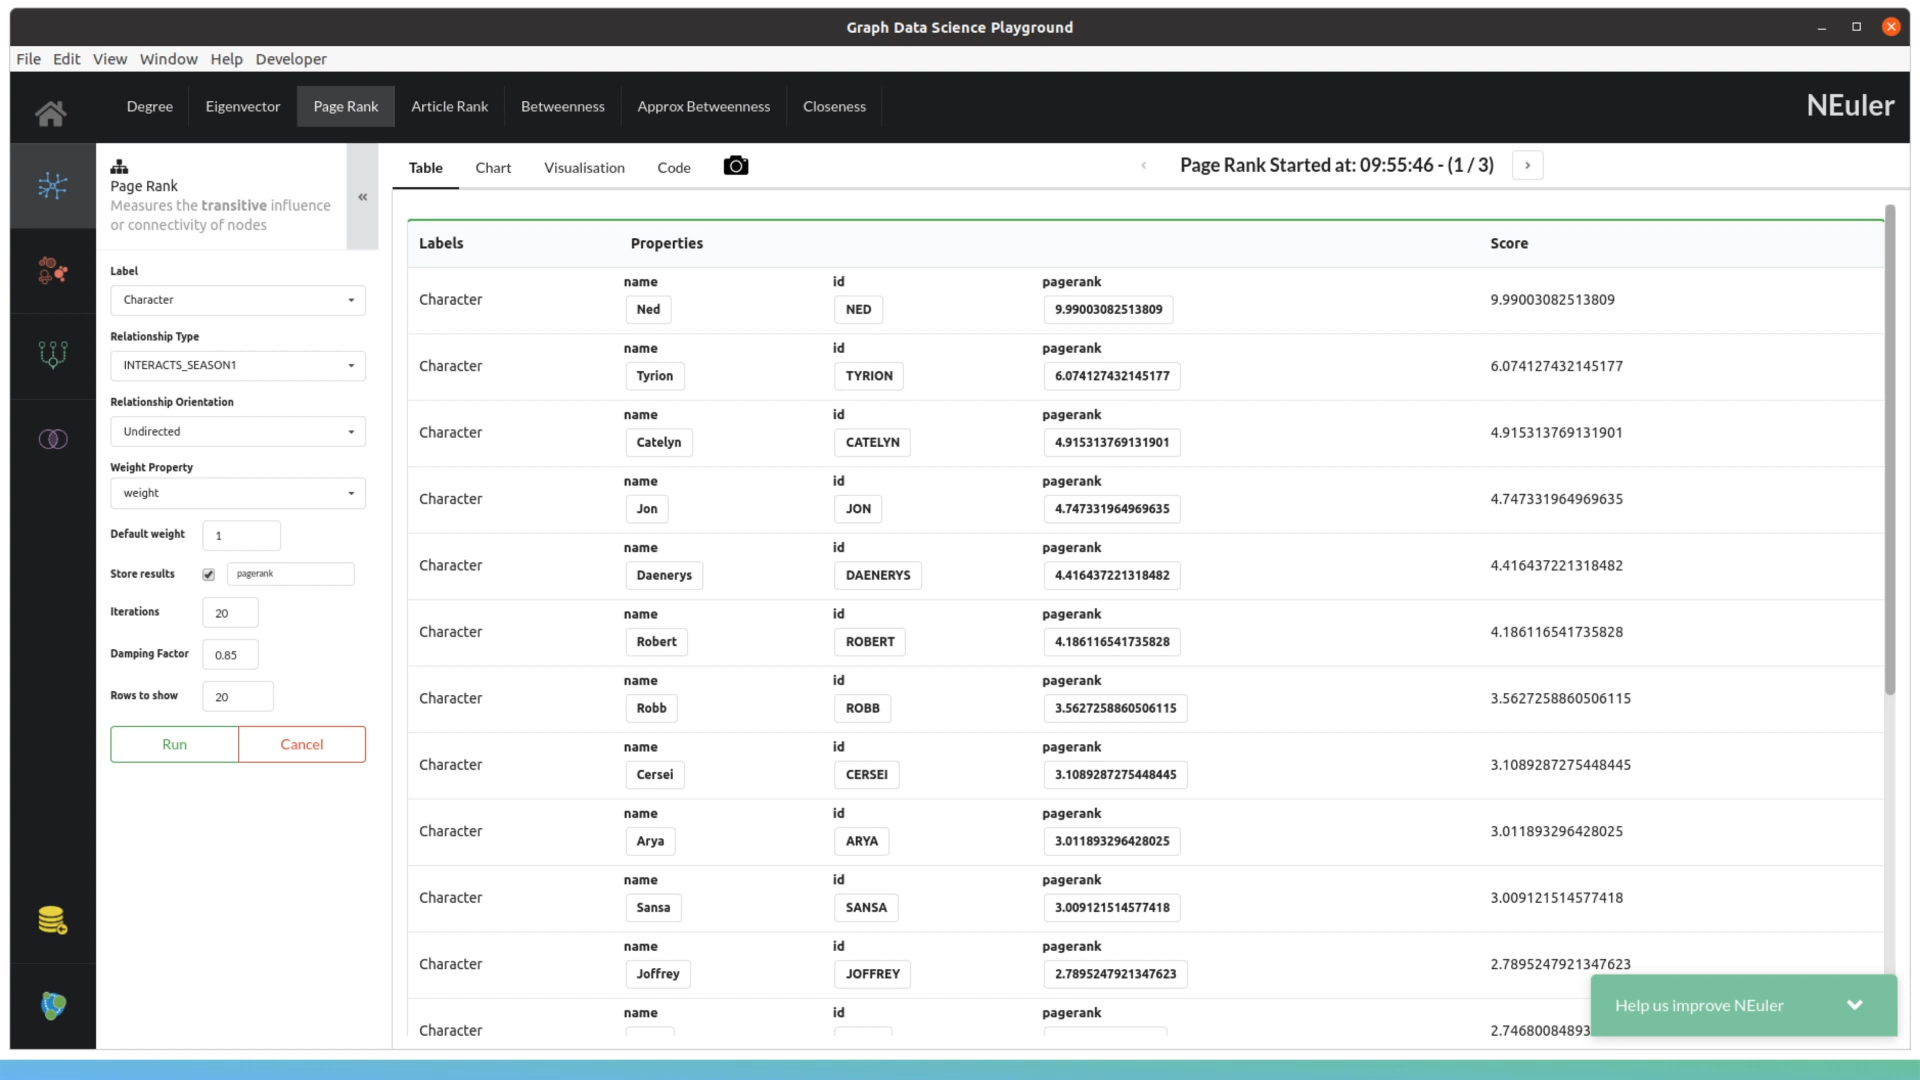 Graph Data Science Playground
File Edit View Window Help Developer
Degree Eigenvector Page Rank Article Rank Betweenness Approx Betweenness Closeness
NEuler
Page Rank
Measures the transitive influence
or connectivity of nodes
«
Label
Character
Relationship Type
INTERACTS_SEASON1
Relationship Orientation
Undirected
Weight Property
weight
Default weight 1
Store results pagerank
Iterations 20
Damping Factor 0.85
Rows to show 20
Run Cancel
Table Chart Visualisation Code
‹ Page Rank Started at: 09:55:46 - (1 / 3) ›
Labels Properties Score
name id pagerank
Character Ned NED 9.99003082513809 9.99003082513809
name id pagerank
Character Tyrion TYRION 6.074127432145177 6.074127432145177
name id pagerank
Character Catelyn CATELYN 4.915313769131901 4.915313769131901
name id pagerank
Character Jon JON 4.747331964969635 4.747331964969635
name id pagerank
Character Daenerys DAENERYS 4.416437221318482 4.416437221318482
name id pagerank
Character Robert ROBERT 4.186116541735828 4.186116541735828
name id pagerank
Character Robb ROBB 3.5627258860506115 3.5627258860506115
name id pagerank
Character Cersei CERSEI 3.1089287275448445 3.1089287275448445
name id pagerank
Character Arya ARYA 3.011893296428025 3.011893296428025
name id pagerank
Character Sansa SANSA 3.009121514577418 3.009121514577418
name id pagerank
Character Joffrey JOFFREY 2.7895247921347623 2.7895247921347623
name id pagerank
Character 2.74680084893
Help us improve NEuler